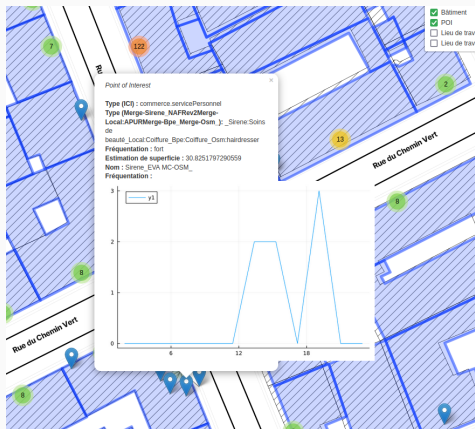 Bâtiment
POI
Lieu de trav
Lieu de trav
7
122
2
13
Rue du Chemin Vert
8
8
Rue du Chemin Vert
8
8
Ru
Point of Interest
×
Type (ICI) : commerce.servicePersonnel
Type (Merge-Sirene_NAFRev2Merge-
Local:APURMerge-Bpe_Merge-Osm_): _Sirene:Soins
de
beauté_Local:Coiffure_Bpe:Coiffure_Osm:hairdresser
Fréquentation : fort
Estimation de superficie : 30.8251797290559
Nom : Sirene_EVA MC-OSM_
Fréquentation :
y1
3
2
1
0
6
12
18